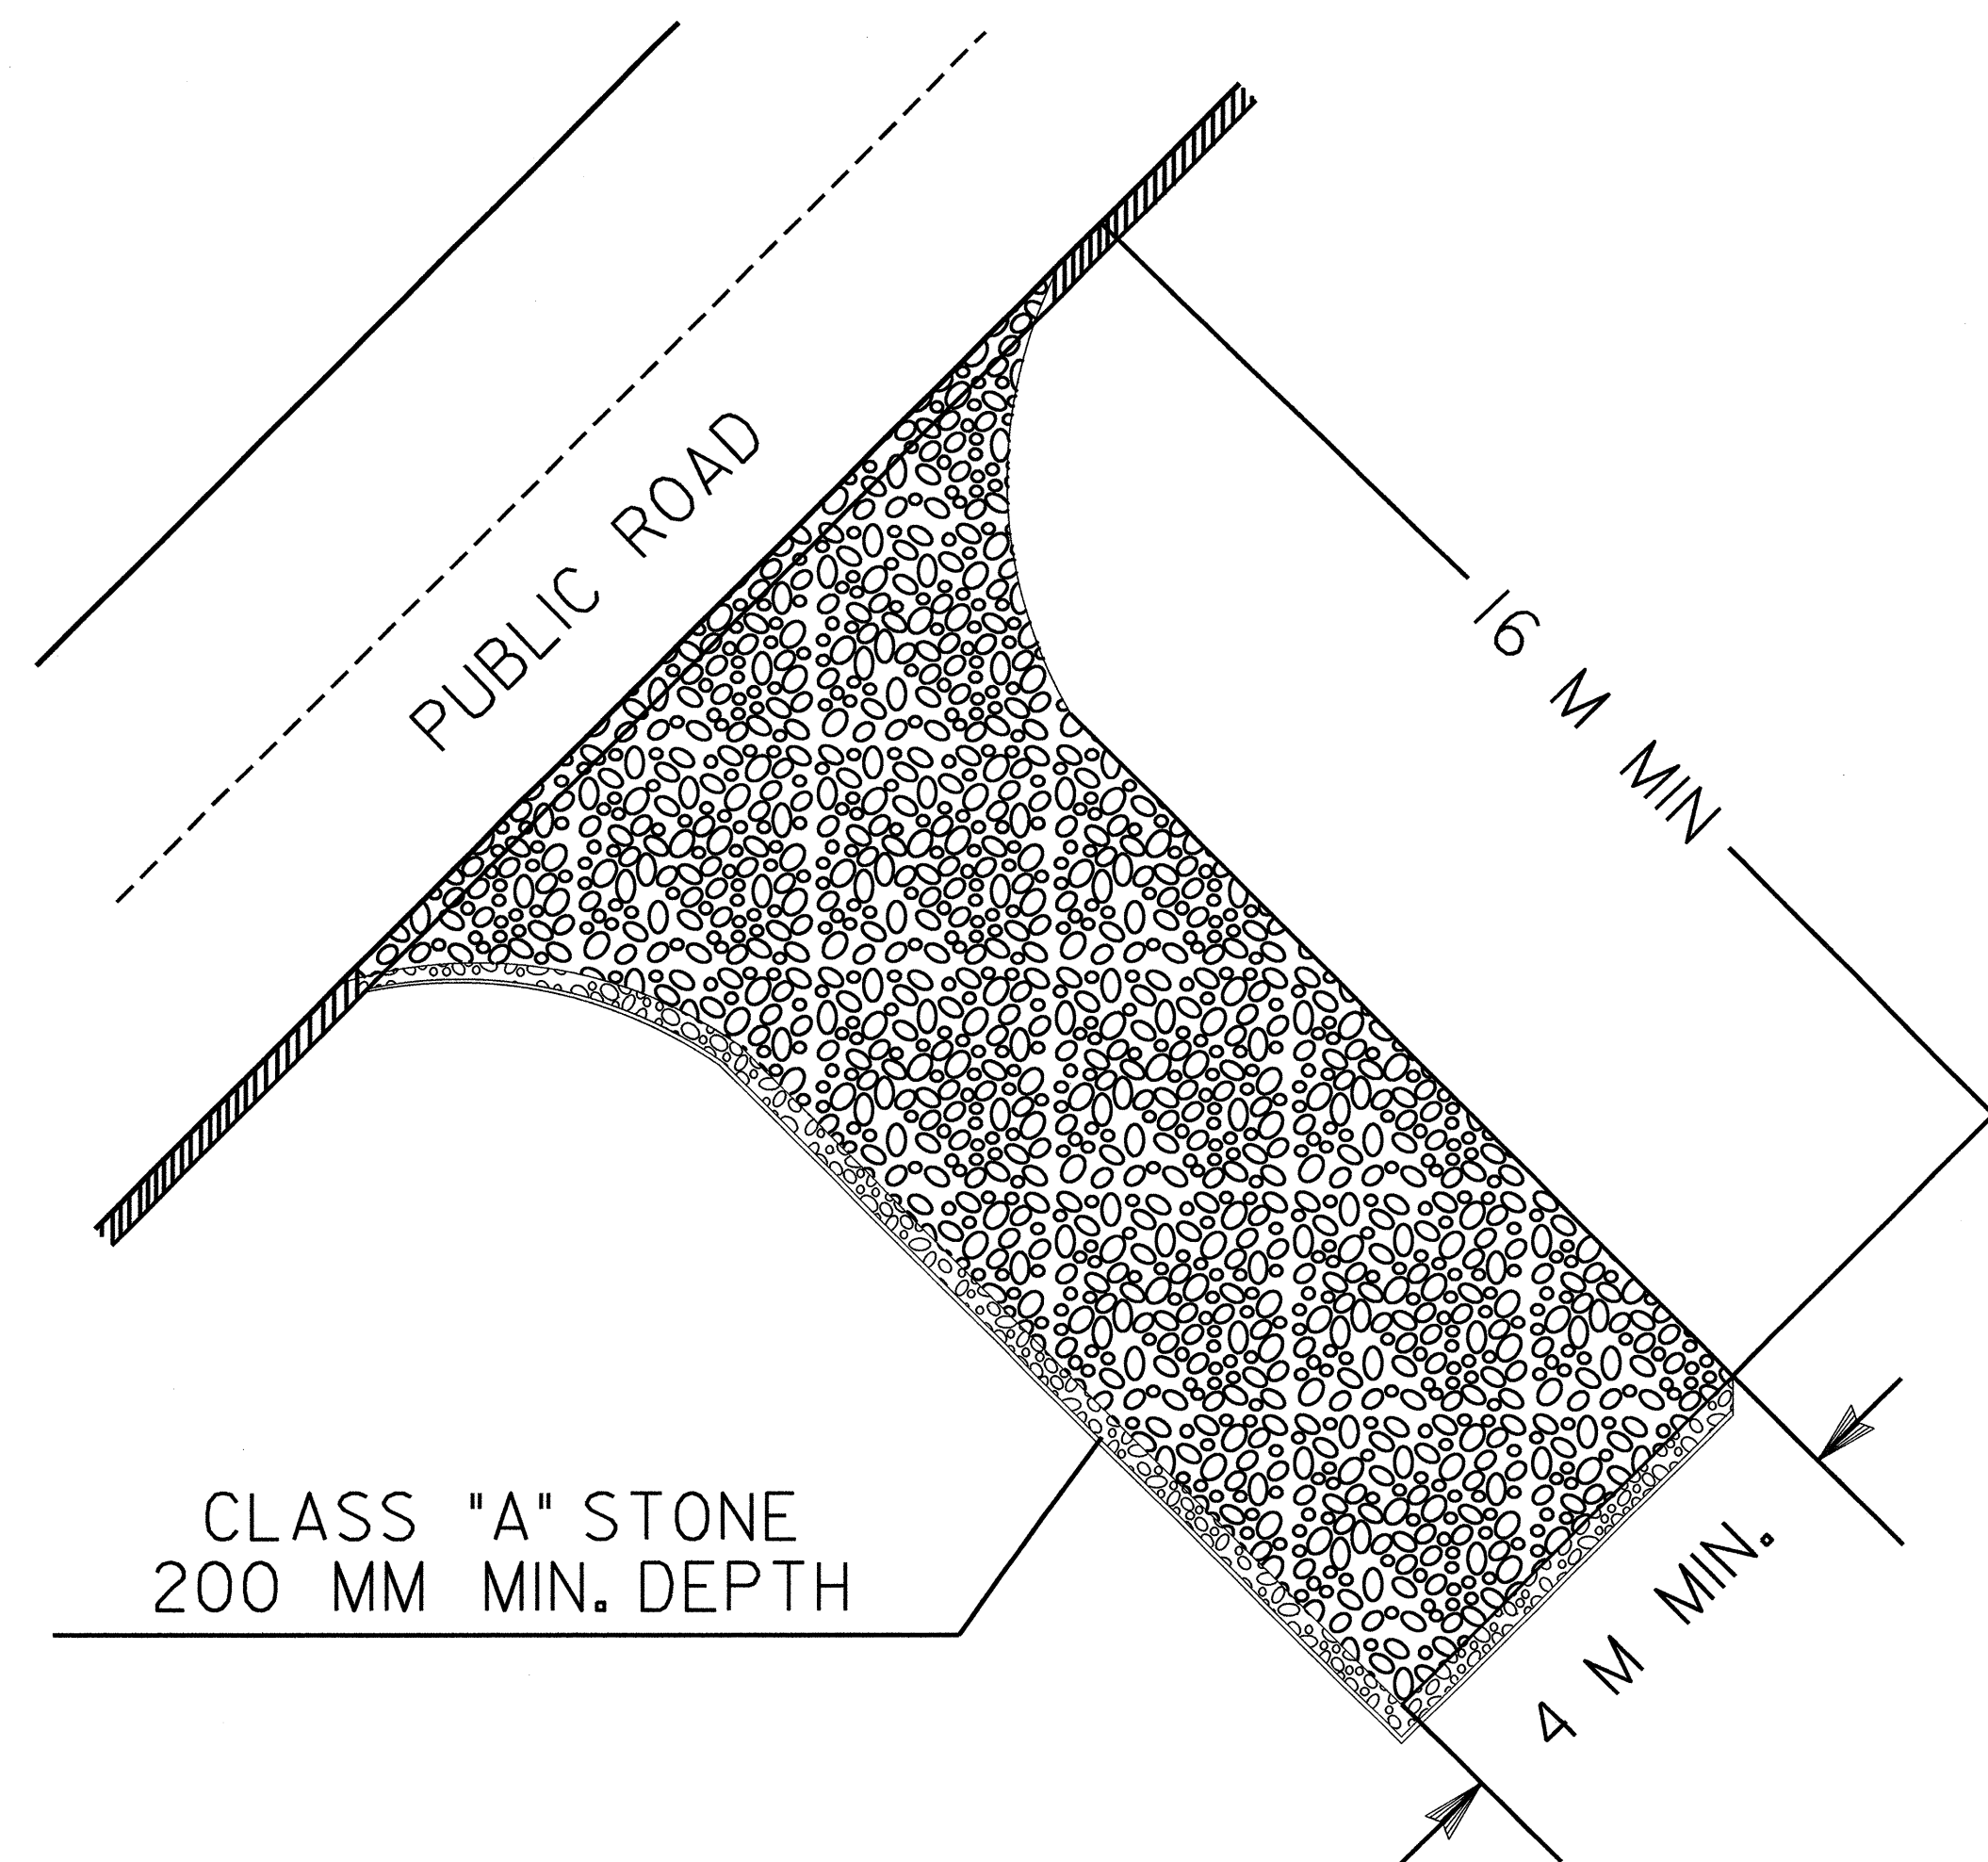 PUBLIC ROAD
16 M MIN
CLASS "A" STONE
200 MM MIN. DEPTH
4 M MIN.